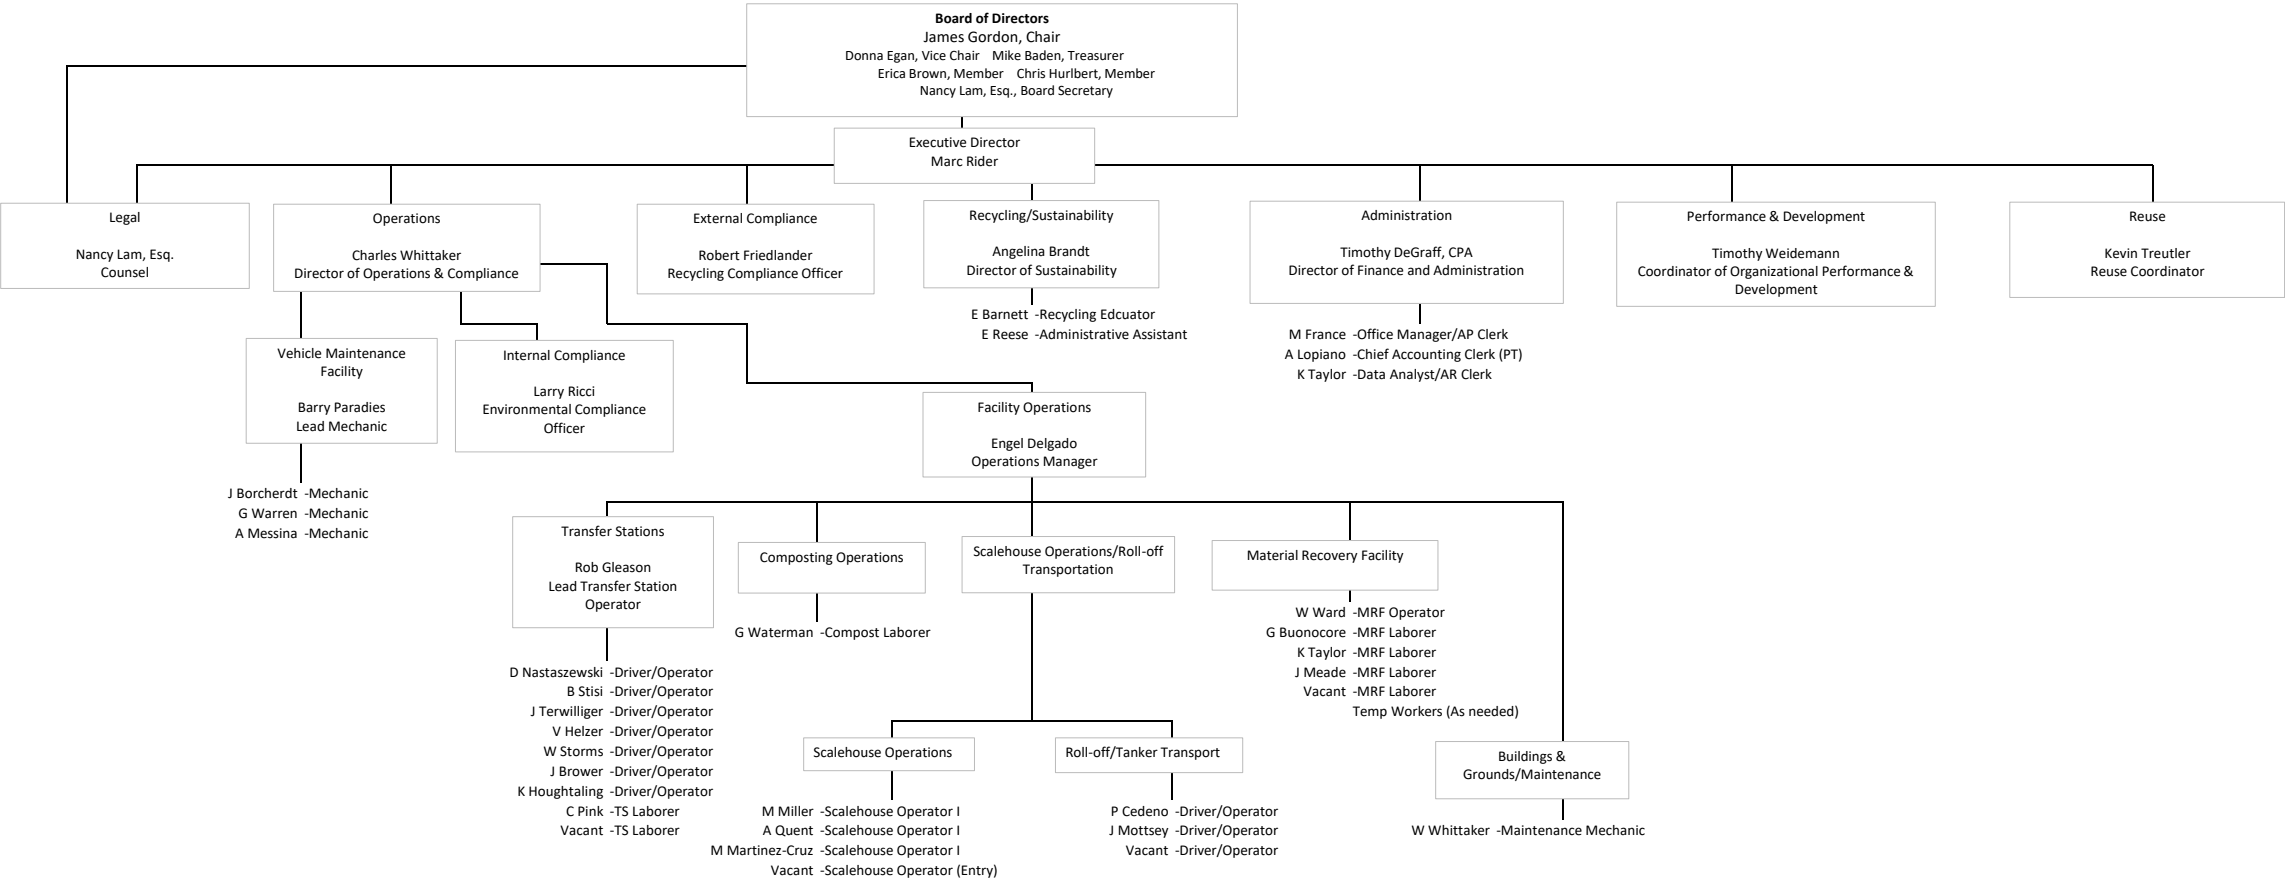 Board of Directors
James Gordon, Chair
Donna Egan, Vice Chair    Mike Baden, Treasurer
Erica Brown, Member    Chris Hurlbert, Member
Nancy Lam, Esq., Board Secretary
Executive Director
Marc Rider
Legal
Nancy Lam, Esq.
Counsel
Operations
Charles Whittaker
Director of Operations & Compliance
External Compliance
Robert Friedlander
Recycling Compliance Officer
Recycling/Sustainability
Angelina Brandt
Director of Sustainability
E Barnett -Recycling Edcuator
E Reese -Administrative Assistant
Administration
Timothy DeGraff, CPA
Director of Finance and Administration
M France -Office Manager/AP Clerk
A Lopiano -Chief Accounting Clerk (PT)
K Taylor -Data Analyst/AR Clerk
Performance & Development
Timothy Weidemann
Coordinator of Organizational Performance &
Development
Reuse
Kevin Treutler
Reuse Coordinator
Vehicle Maintenance
Facility
Barry Paradies
Lead Mechanic
J Borcherdt -Mechanic
G Warren -Mechanic
A Messina -Mechanic
Internal Compliance
Larry Ricci
Environmental Compliance
Officer
Facility Operations
Engel Delgado
Operations Manager
Transfer Stations
Rob Gleason
Lead Transfer Station
Operator
D Nastaszewski -Driver/Operator
B Stisi -Driver/Operator
J Terwilliger -Driver/Operator
V Helzer -Driver/Operator
W Storms -Driver/Operator
J Brower -Driver/Operator
K Houghtaling -Driver/Operator
C Pink -TS Laborer
Vacant -TS Laborer
Composting Operations
G Waterman -Compost Laborer
Scalehouse Operations/Roll-off
Transportation
Material Recovery Facility
W Ward -MRF Operator
G Buonocore -MRF Laborer
K Taylor -MRF Laborer
J Meade -MRF Laborer
Vacant -MRF Laborer
Temp Workers (As needed)
Scalehouse Operations
M Miller -Scalehouse Operator I
A Quent -Scalehouse Operator I
M Martinez-Cruz -Scalehouse Operator I
Vacant -Scalehouse Operator (Entry)
Roll-off/Tanker Transport
P Cedeno -Driver/Operator
J Mottsey -Driver/Operator
Vacant -Driver/Operator
Buildings &
Grounds/Maintenance
W Whittaker -Maintenance Mechanic